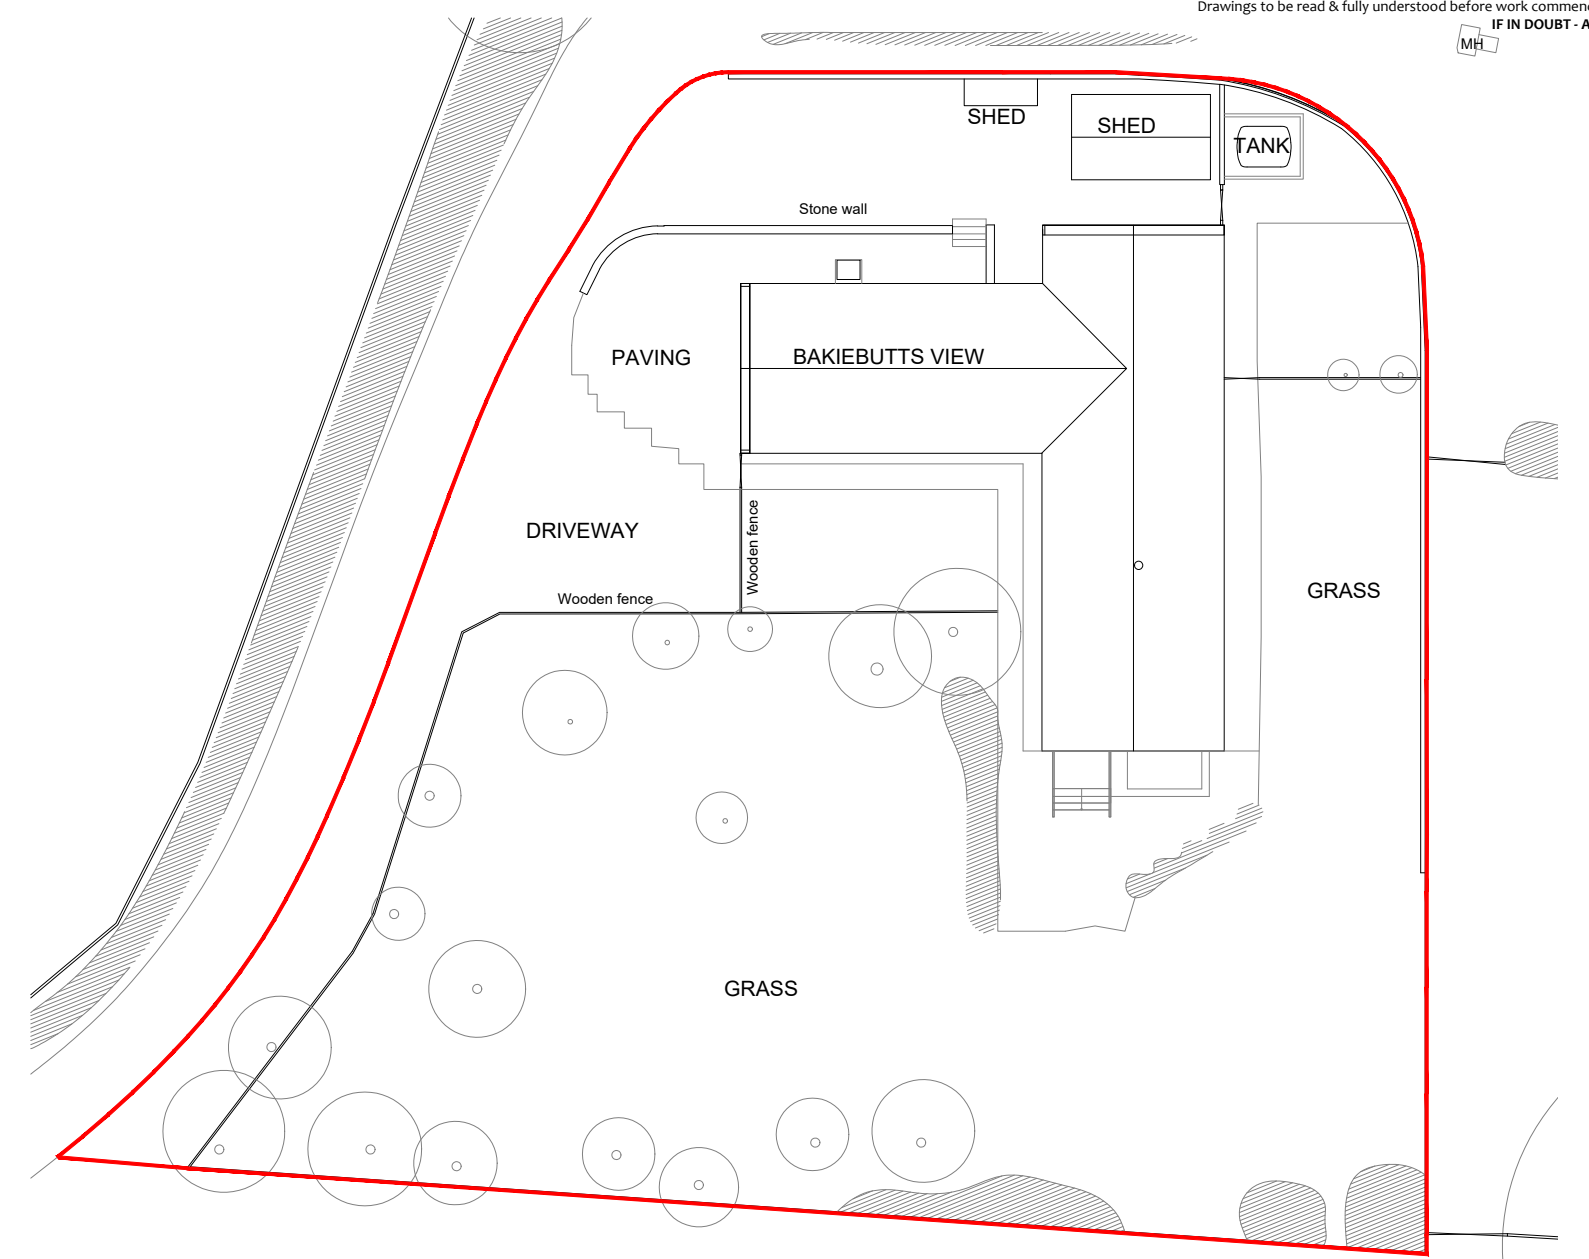 Drawings to be read & fully understood before work commen
IF IN DOUBT - A
MH
SHED
SHED
TANK
Stone wall
PAVING
BAKIEBUTTS VIEW
DRIVEWAY
Wooden fence
Wooden fence
GRASS
GRASS